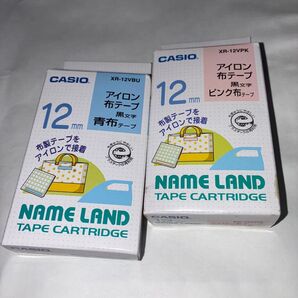 XR-12VBU
CASIO
アイロン
布テープ
黒文字
青布テープ
12mm
布製テープを
アイロンで接着
NAME LAND
TAPE CARTRIDGE
XR-12VPK
CASIO
アイロン
布テープ
黒文字
ピンク布テープ
12mm
布製テープを
アイロンで接着
NAME LAND
TAPE CARTRIDGE